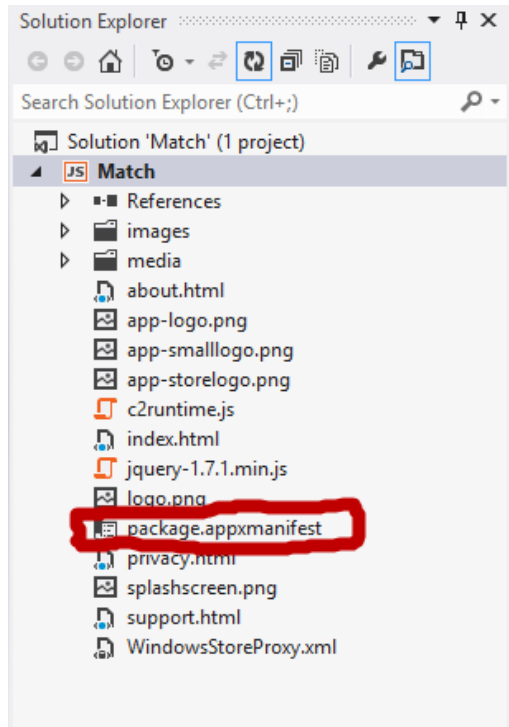 Solution Explorer
Search Solution Explorer (Ctrl+;)
Solution 'Match' (1 project)
JS Match
References
images
media
about.html
app-logo.png
app-smalllogo.png
app-storelogo.png
c2runtime.js
index.html
jquery-1.7.1.min.js
logo.png
package.appxmanifest
privacy.html
splashscreen.png
support.html
WindowsStoreProxy.xml